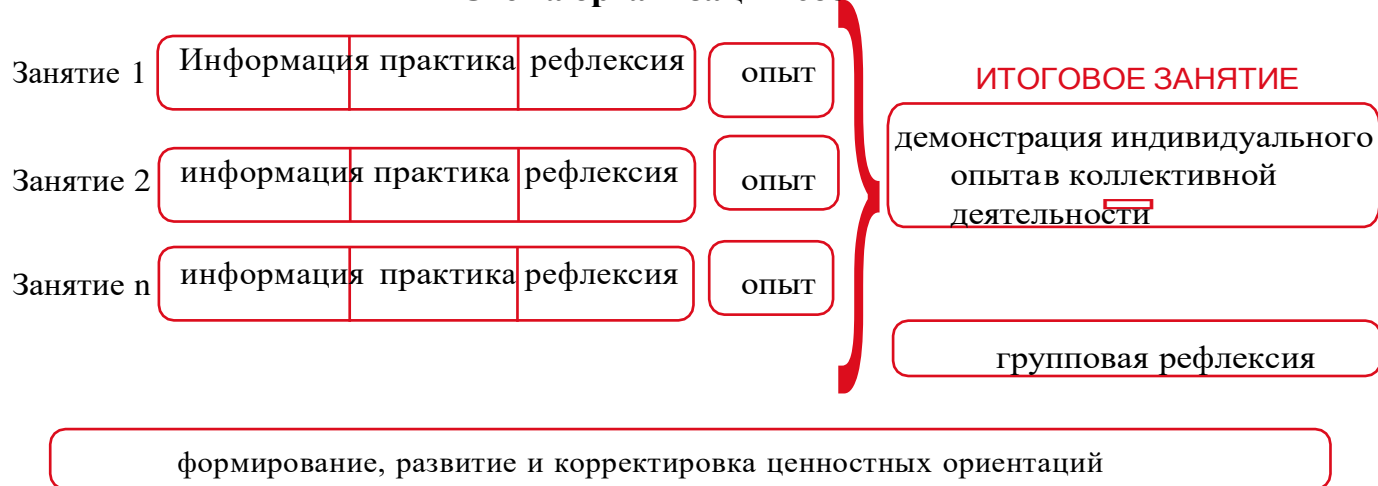 Занятие 1 Информация практика рефлексия опыт
ИТОГОВОЕ ЗАНЯТИЕ
демонстрация индивидуального
опыта в коллективной
деятельности
Занятие 2 информация практика рефлексия опыт
Занятие n информация практика рефлексия опыт
групповая рефлексия
формирование, развитие и корректировка ценностных ориентаций